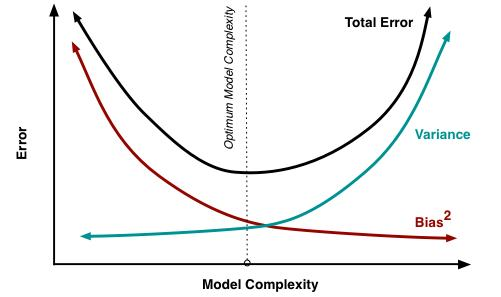 Total Error
Optimum Model Complexity
Variance
Error
Bias2
Model Complexity